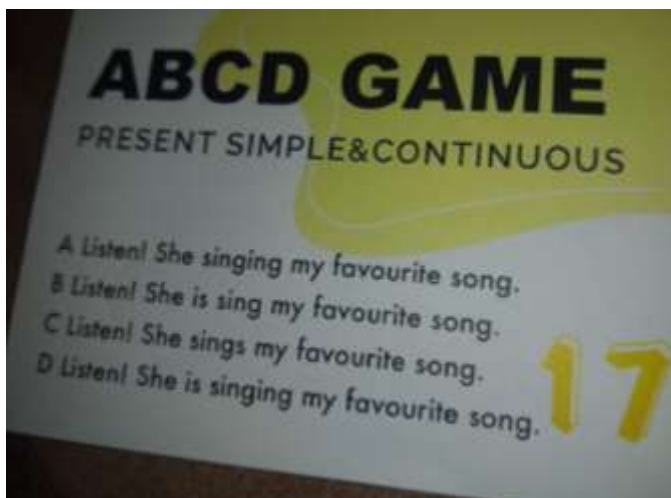 ABCD GAME
PRESENT SIMPLE&CONTINUOUS
A Listen! She singing my favourite song.
B Listen! She is sing my favourite song.
C Listen! She sings my favourite song.
D Listen! She is singing my favourite song.
17